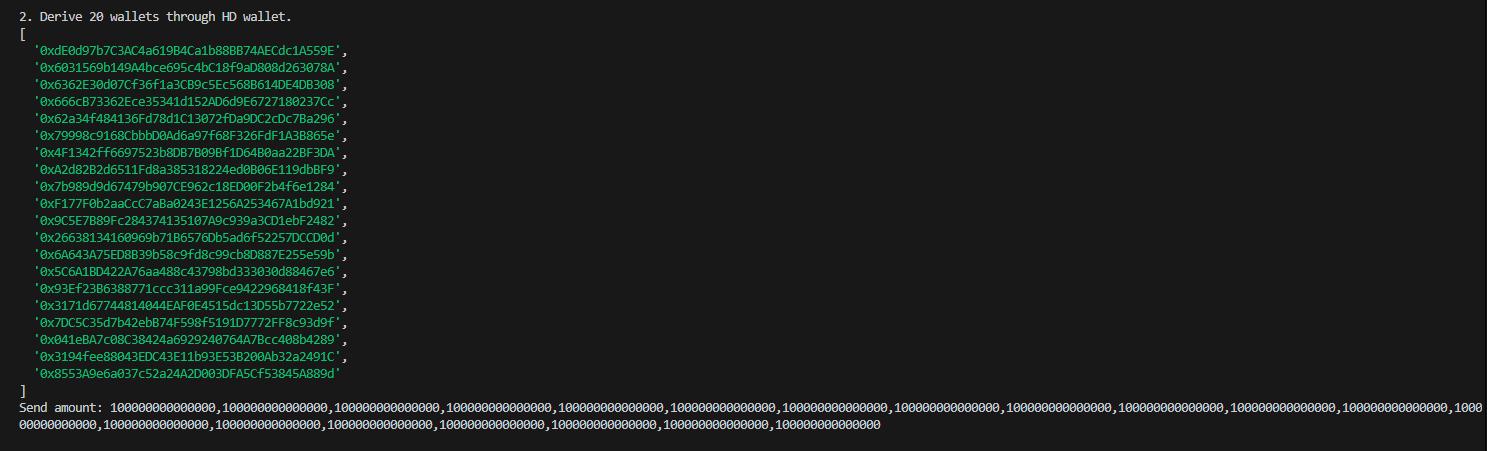 2. Derive 20 wallets through HD wallet.
[
'0xdE0d97b7C3AC4a619B4Ca1b88BB74AECdc1A559E',
'0x6031569b149A4bce695c4bC18f9aD808d263078A',
'0x6362E30d07Cf36f1a3CB9c5Ec568B614DE4DB308',
'0x666cB73362Ece35341d152AD6d9E6727180237Cc',
'0x62a34f484136Fd78d1C13072fDa9DC2cDc7Ba296',
'0x79998c9168CbbbD0Ad6a97f68F326FdF1A3B865e',
'0x4F1342ff6697523b8DB7B09Bf1D64B0aa22BF3DA',
'0xA2d82B2d6511Fd8a385318224ed0B06E119dbBF9',
'0x7b989d9d67479b907CE962c18ED00F2b4f6e1284',
'0xF177F0b2aaCcC7aBa0243E1256A253467A1bd921',
'0x9C5E7B89Fc284374135107A9c939a3CD1ebF2482',
'0x26638134160969b71B6576Db5ad6f52257DCCD0d',
'0x6A643A75ED8B39b58c9fd8c99cb8D887E255e59b',
'0x5C6A1BD422A76aa488c43798bd333030d88467e6',
'0x93Ef23B6388771ccc311a99Fce9422968418f43F',
'0x3171d67744814044EAF0E4515dc13D55b7722e52',
'0x7DC5C35d7b42ebB74F598f5191D7772FF8c93d9f',
'0x041eBA7c08C38424a6929240764A7Bcc408b4289',
'0x3194fee88043EDC43E11b93E53B200Ab32a2491C',
'0x8553A9e6a037c52a24A2D003DFA5Cf53845A889d'
]
Send amount: 100000000000000,100000000000000,100000000000000,100000000000000,100000000000000,100000000000000,100000000000000,100000000000000,100000000000000,100000000000000,100000000000000,100000000000000,1000
00000000000,100000000000000,100000000000000,100000000000000,100000000000000,100000000000000,100000000000000,100000000000000